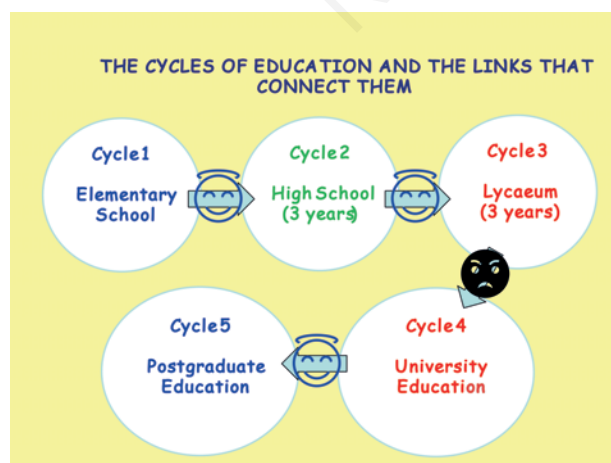 THE CYCLES OF EDUCATION AND THE LINKS THAT
CONNECT THEM
Cycle1
Elementary
School
Cycle2
High School
(3 years)
Cycle3
Lycaeum
(3 years)
Cycle5
Postgraduate
Education
Cycle4
University
Education